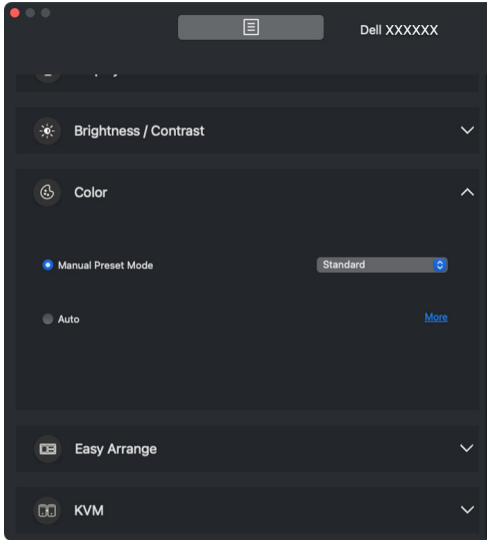 Dell XXXXXX
Brightness / Contrast
Color
Manual Preset Mode
Standard
Auto
More
Easy Arrange
KVM